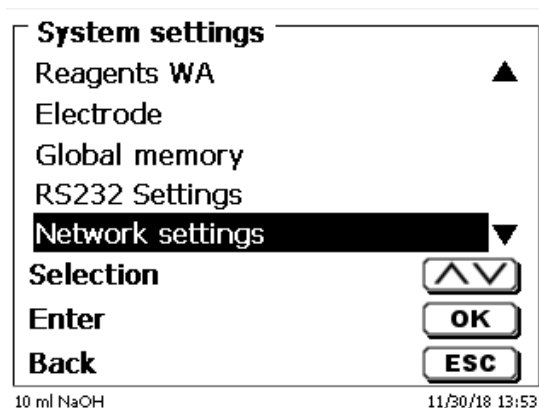 System settings
Reagents WA
Electrode
Global memory
RS232 Settings
Network settings
Selection
Enter OK
Back ESC
10 ml NaOH 11/30/18 13:53